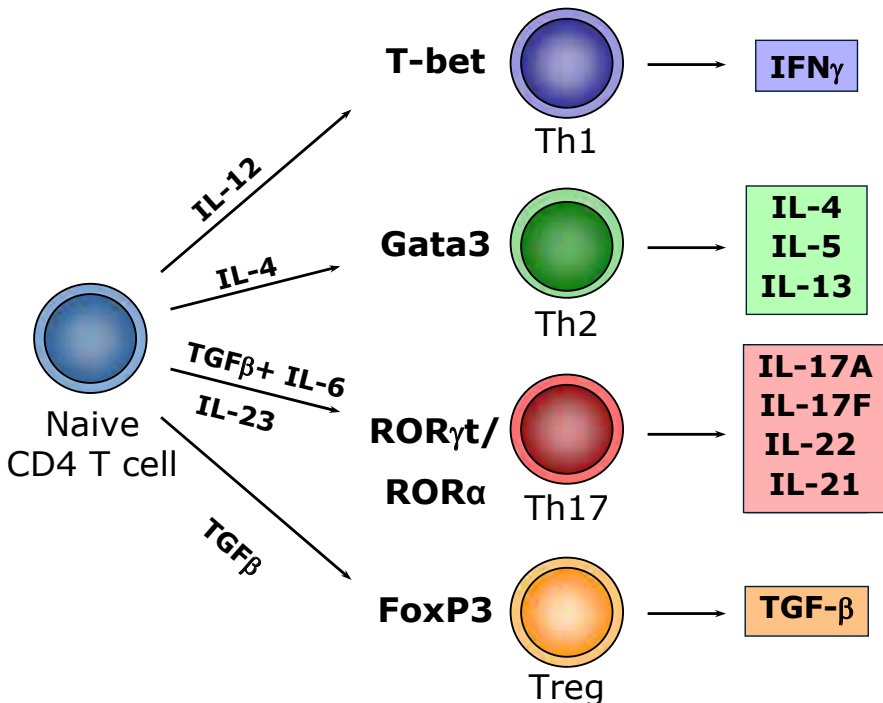 T-bet
IFNγ
Th1
IL-12
Gata3
IL-4
IL-5
IL-13
IL-4
Th2
Naive
CD4 T cell
TGFβ+ IL-6
IL-23
RORγt/
RORα
Th17
IL-17A
IL-17F
IL-22
IL-21
TGFβ
FoxP3
TGF-β
Treg